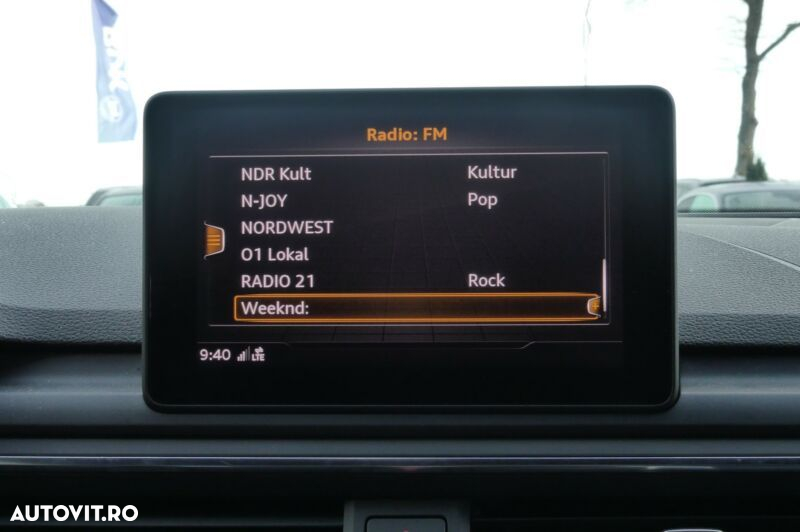 Radio: FM
NDR Kult Kultur
N-JOY Pop
NORDWEST
O1 Lokal
RADIO 21 Rock
Weeknd:
9:40 LTE
AUTOVIT.RO